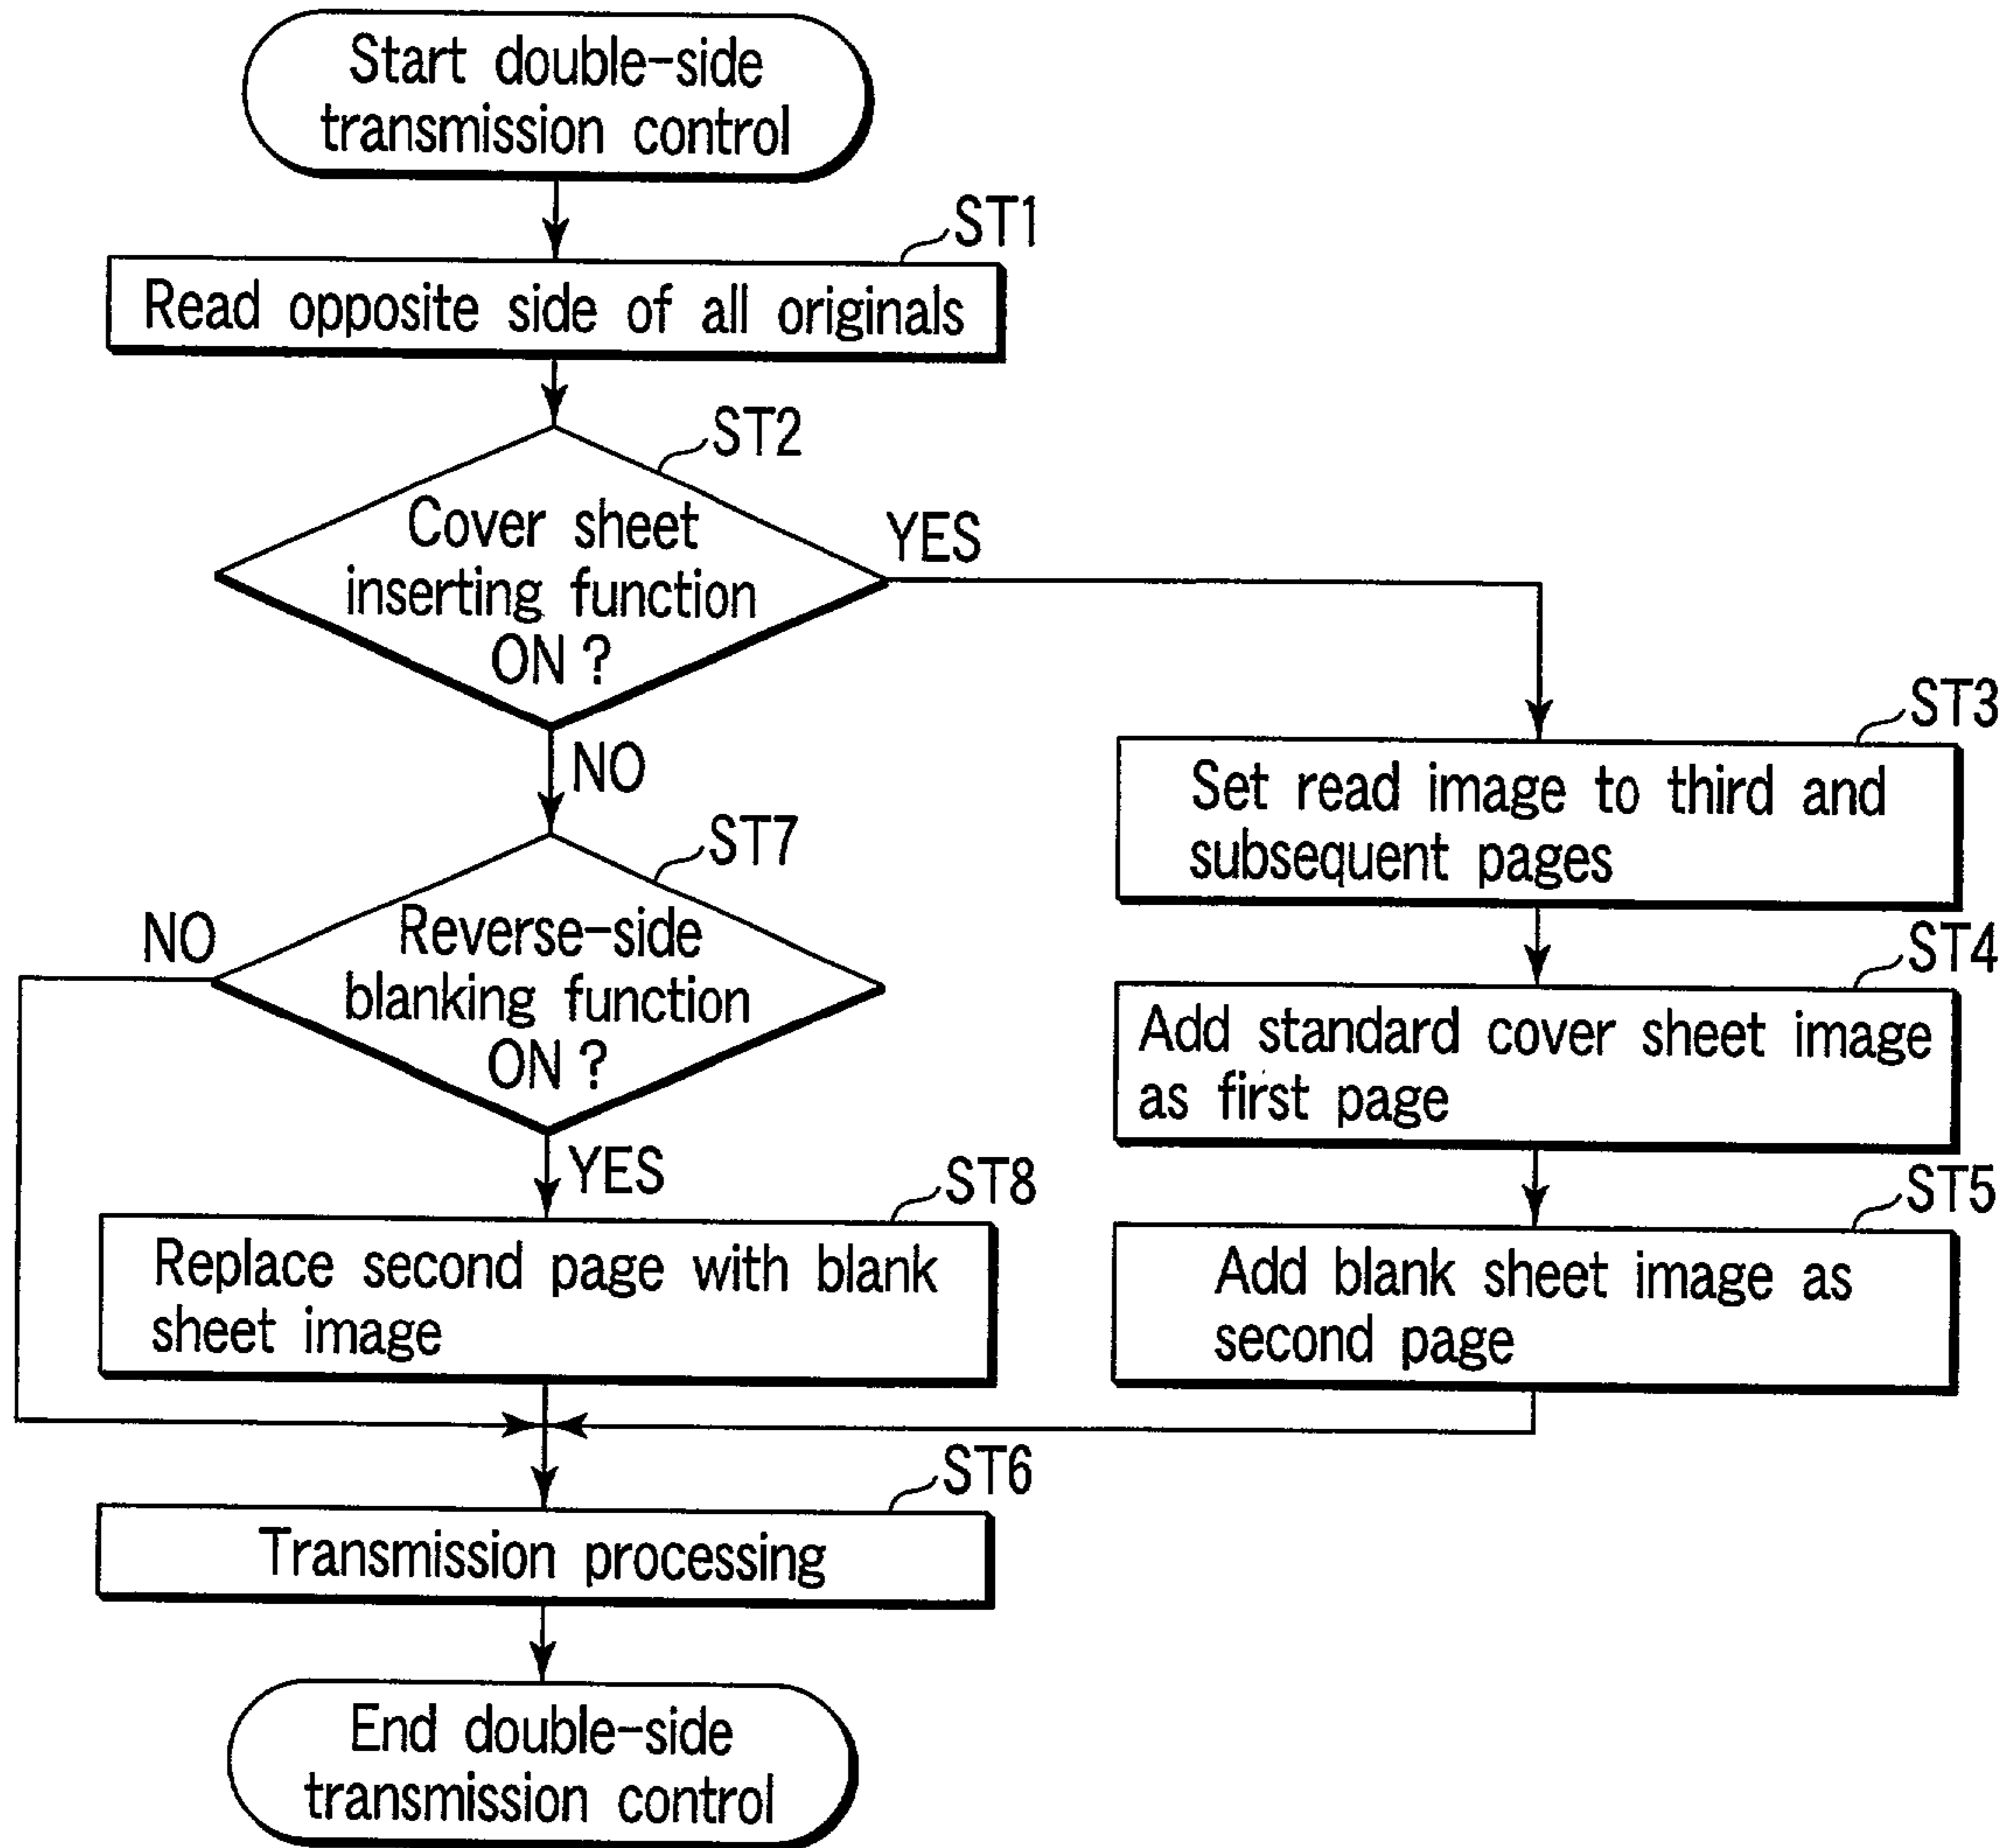 Start double-side
transmission control
ST1
Read opposite side of all originals
ST2
Cover sheet
inserting function
ON ?
YES
NO
ST3
Set read image to third and
subsequent pages
ST4
Add standard cover sheet image
as first page
ST5
Add blank sheet image as
second page
ST7
Reverse-side
blanking function
ON ?
NO
YES
ST8
Replace second page with blank
sheet image
ST6
Transmission processing
End double-side
transmission control